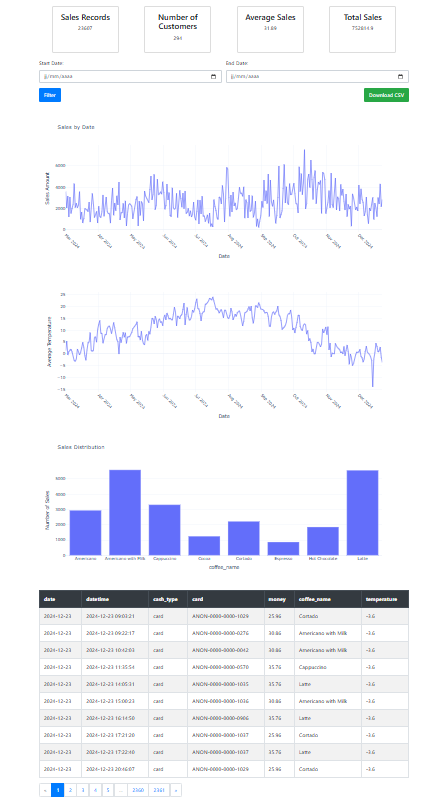 Sales Records
23607
Number of Customers
294
Average Sales
31.89
Total Sales
752811.9
Start Date:
End Date:
jj/mm/aaaa
jj/mm/aaaa
Filter
Download CSV
Sales by Date
Sales Amount
6000
4000
2000
0
Mar 2024
Apr 2024
May 2024
Jun 2024
Jul 2024
Aug 2024
Sep 2024
Oct 2024
Nov 2024
Dec 2024
Date
Average Temperature
25
20
15
10
5
0
−5
−10
−15
Mar 2024
Apr 2024
May 2024
Jun 2024
Jul 2024
Aug 2024
Sep 2024
Oct 2024
Nov 2024
Dec 2024
Date
Sales Distribution
Number of Sales
5000
4000
3000
2000
1000
0
Americano
Americano with Milk
Cappuccino
Cocoa
Cortado
Espresso
Hot Chocolate
Latte
coffee_name
date datetime cash_type card money coffee_name temperature
2024-12-23 2024-12-23 09:03:21 card ANON-0000-0000-1029 25.96 Cortado -3.6
2024-12-23 2024-12-23 09:22:17 card ANON-0000-0000-0276 30.86 Americano with Milk -3.6
2024-12-23 2024-12-23 10:42:03 card ANON-0000-0000-0042 30.86 Americano with Milk -3.6
2024-12-23 2024-12-23 11:35:54 card ANON-0000-0000-0570 35.76 Cappuccino -3.6
2024-12-23 2024-12-23 14:05:31 card ANON-0000-0000-1035 35.76 Latte -3.6
2024-12-23 2024-12-23 15:08:23 card ANON-0000-0000-1036 30.86 Americano with Milk -3.6
2024-12-23 2024-12-23 16:14:50 card ANON-0000-0000-0986 35.76 Latte -3.6
2024-12-23 2024-12-23 17:21:20 card ANON-0000-0000-1037 25.96 Cortado -3.6
2024-12-23 2024-12-23 17:22:40 card ANON-0000-0000-1037 35.76 Latte -3.6
2024-12-23 2024-12-23 20:46:07 card ANON-0000-0000-1029 25.96 Cortado -3.6
« 1 2 3 4 5 ... 2360 2361 »